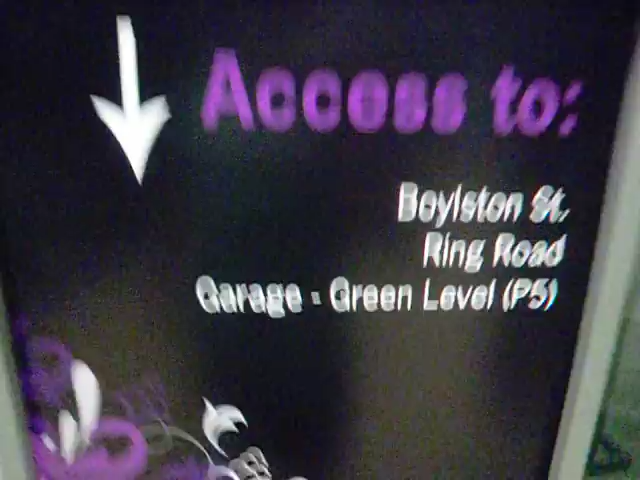 Access to:
Boylston St.
Ring Road
Garage - Green Level (P5)